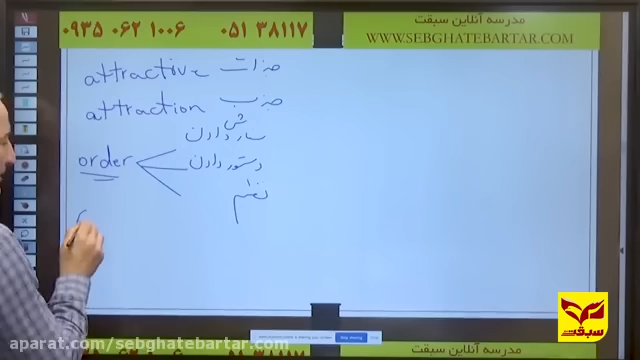 ۰۹۳۵ ۰۶۲ ۱۰۰۶ ۰۵۱ ۳۸۱۱۷
مدرسه آنلاین سبقت
WWW.SEBGHATEBARTAR.COM
attractive
attraction جذب
order سفارش دادن
دستور دادن
نظم
سبقت
aparat.com/sebghatebartar.com
مدرسه آنلاین سبقت